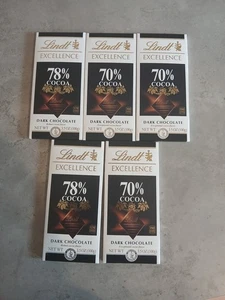 Lindt Lindt Lindt
EXCELLENCE EXCELLENCE EXCELLENCE
78% 70% 70%
COCOA COCOA COCOA
DARK CHOCOLATE DARK CHOCOLATE DARK CHOCOLATE
Lindt Lindt
EXCELLENCE EXCELLENCE
78% 70%
COCOA COCOA
DARK CHOCOLATE DARK CHOCOLATE